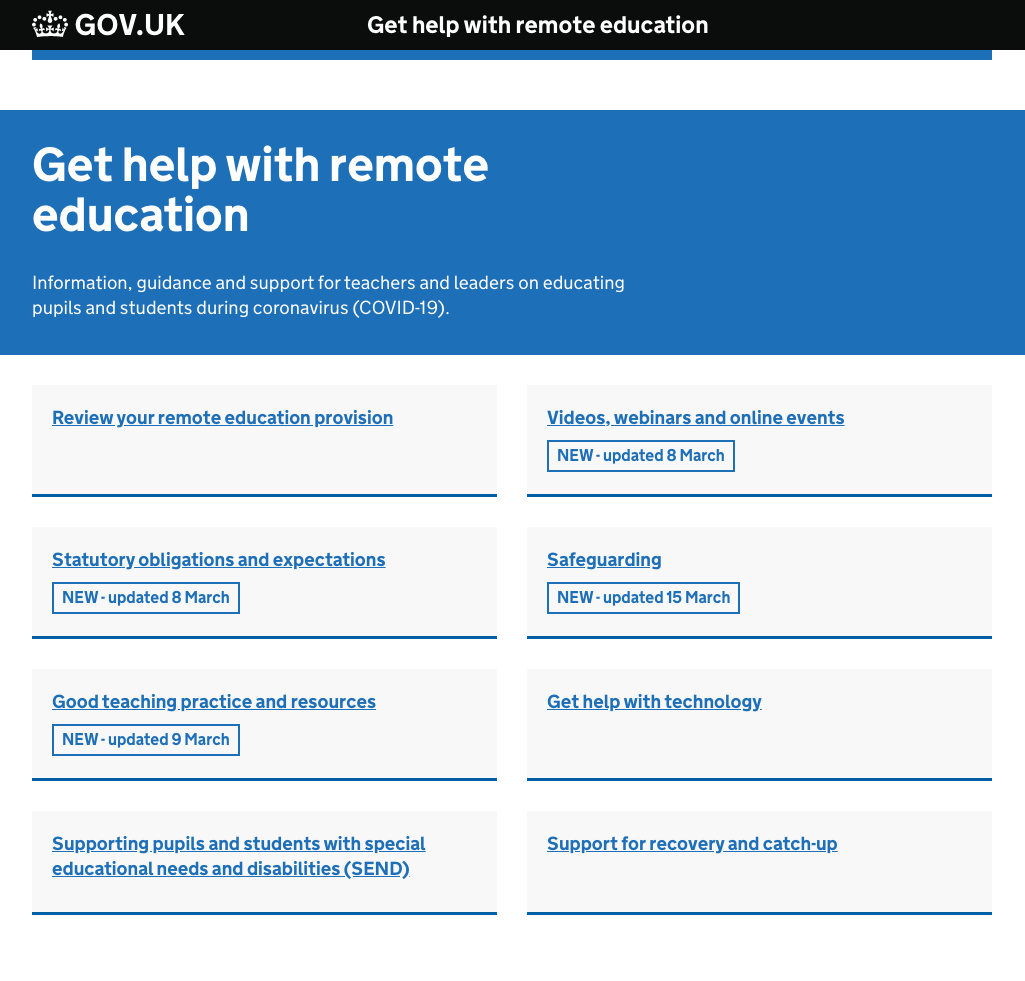 GOV.UK
Get help with remote education
Get help with remote
education
Information, guidance and support for teachers and leaders on educating
pupils and students during coronavirus (COVID-19).
Review your remote education provision
Videos, webinars and online events
NEW - updated 8 March
Statutory obligations and expectations
NEW - updated 8 March
Safeguarding
NEW - updated 15 March
Good teaching practice and resources
NEW - updated 9 March
Get help with technology
Supporting pupils and students with special
educational needs and disabilities (SEND)
Support for recovery and catch-up